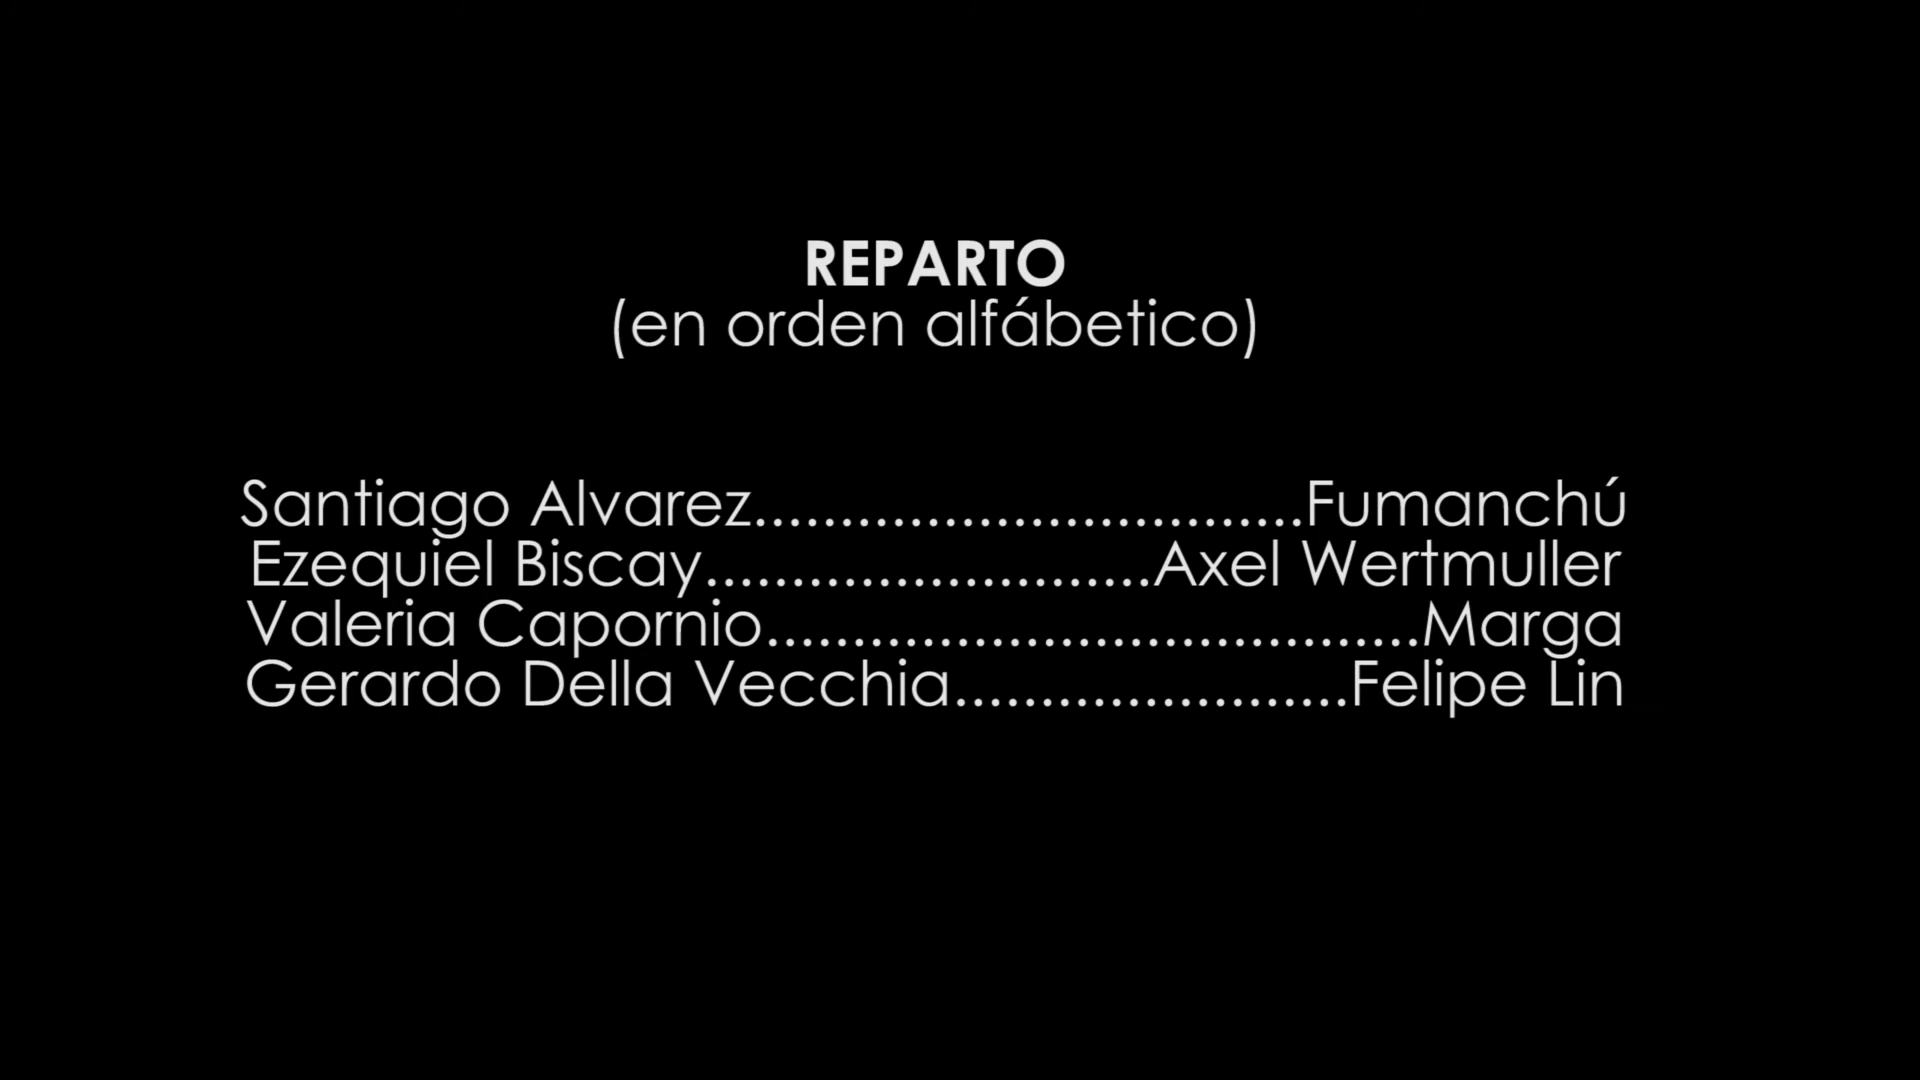 REPARTO
(en orden alfábetico)
Santiago Alvarez................................Fumanchú
Ezequiel Biscay..........................Axel Wertmuller
Valeria Capornio......................................Marga
Gerardo Della Vecchia.......................Felipe Lin